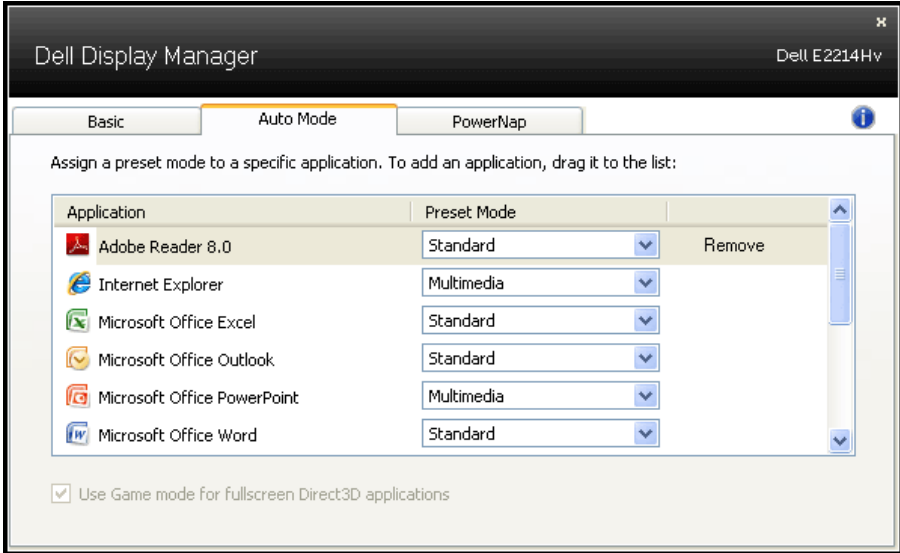 x
Dell Display Manager
Dell E2214Hv
Basic
Auto Mode
PowerNap
i
Assign a preset mode to a specific application. To add an application, drag it to the list:
Application Preset Mode
Adobe Reader 8.0 Standard Remove
Internet Explorer Multimedia
Microsoft Office Excel Standard
Microsoft Office Outlook Standard
Microsoft Office PowerPoint Multimedia
Microsoft Office Word Standard
Use Game mode for fullscreen Direct3D applications